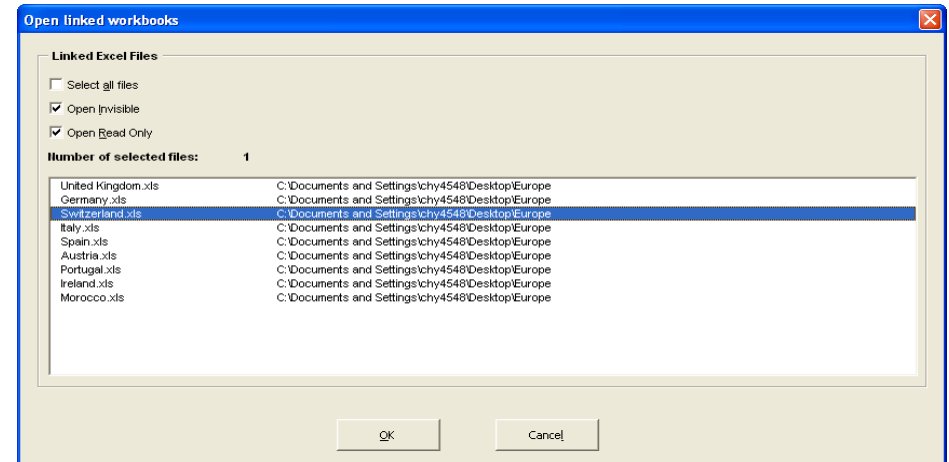 Open linked workbooks
Linked Excel Files
Select all files
Open Invisible
Open Read Only
Number of selected files: 1
United Kingdom.xls C:\Documents and Settings\chy4548\Desktop\Europe
Germany.xls C:\Documents and Settings\chy4548\Desktop\Europe
Switzerland.xls C:\Documents and Settings\chy4548\Desktop\Europe
Italy.xls C:\Documents and Settings\chy4548\Desktop\Europe
Spain.xls C:\Documents and Settings\chy4548\Desktop\Europe
Austria.xls C:\Documents and Settings\chy4548\Desktop\Europe
Portugal.xls C:\Documents and Settings\chy4548\Desktop\Europe
Ireland.xls C:\Documents and Settings\chy4548\Desktop\Europe
Morocco.xls C:\Documents and Settings\chy4548\Desktop\Europe
OK Cancel